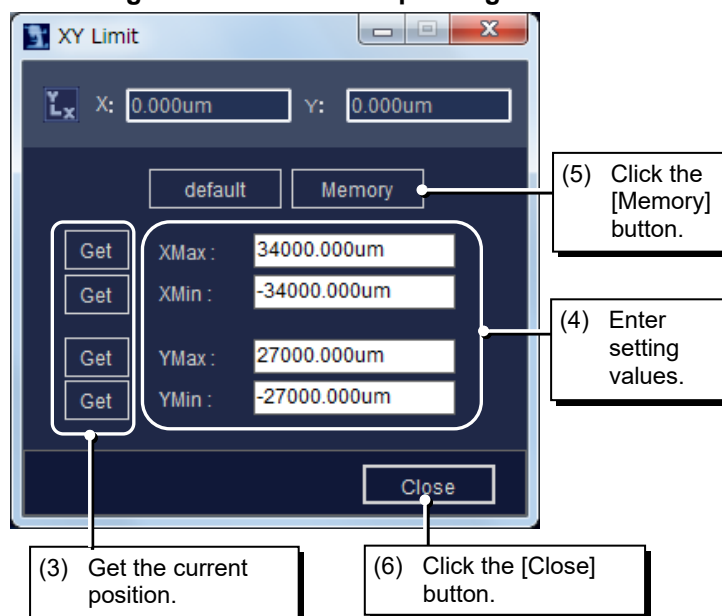 XY Limit
X: 0.000um Y: 0.000um
default Memory
(5) Click the
[Memory]
button.
Get XMax : 34000.000um
Get XMin : -34000.000um
(4) Enter
setting
values.
Get YMax : 27000.000um
Get YMin : -27000.000um
Close
(3) Get the current
position.
(6) Click the [Close]
button.